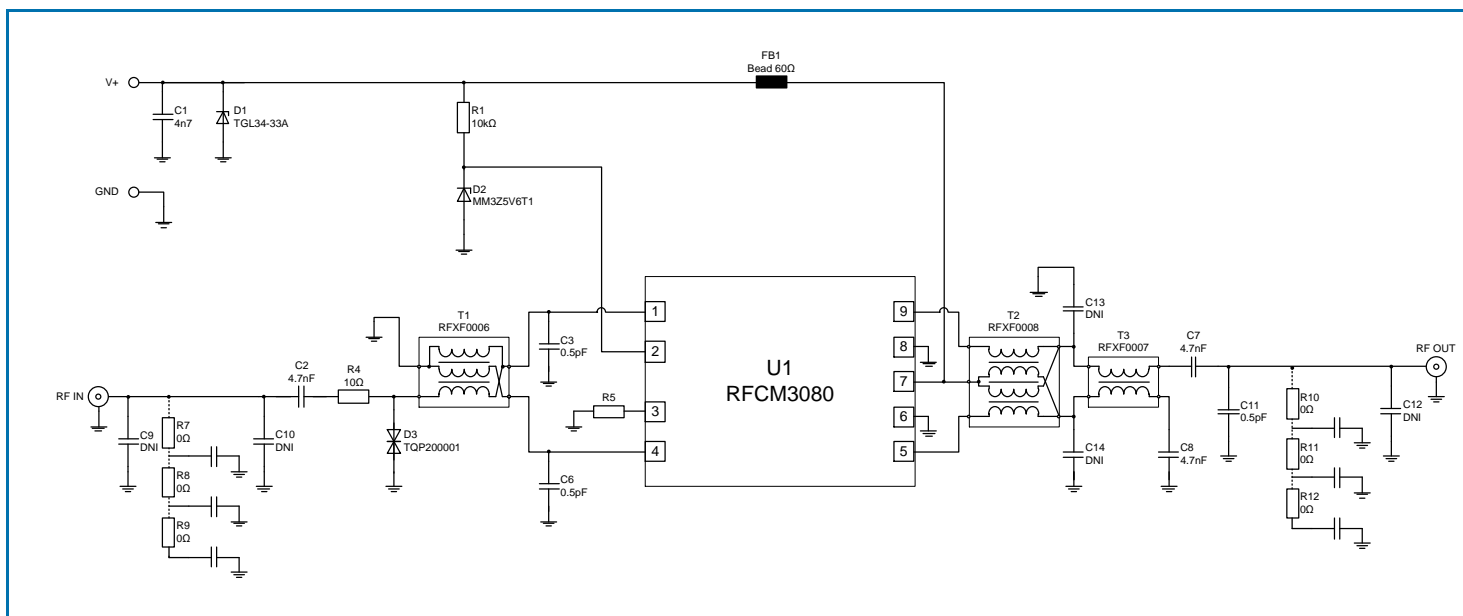 FB1
Bead 60Ω
V+
C1
4n7
D1
TGL34-33A
R1
10kΩ
GND
D2
MM3Z5V6T1
T1
RFXF0006
C3
0.5pF
1
2
3
4
U1
RFCM3080
9
8
7
6
5
T2
RFXF0008
C13
DNI
T3
RFXF0007
C7
4.7nF
RF OUT
RF IN
C2
4.7nF
R4
10Ω
R5
C9
DNI
R7
0Ω
C10
DNI
D3
TQP200001
R8
0Ω
R9
0Ω
C6
0.5pF
C14
DNI
C8
4.7nF
C11
0.5pF
R10
0Ω
C12
DNI
R11
0Ω
R12
0Ω